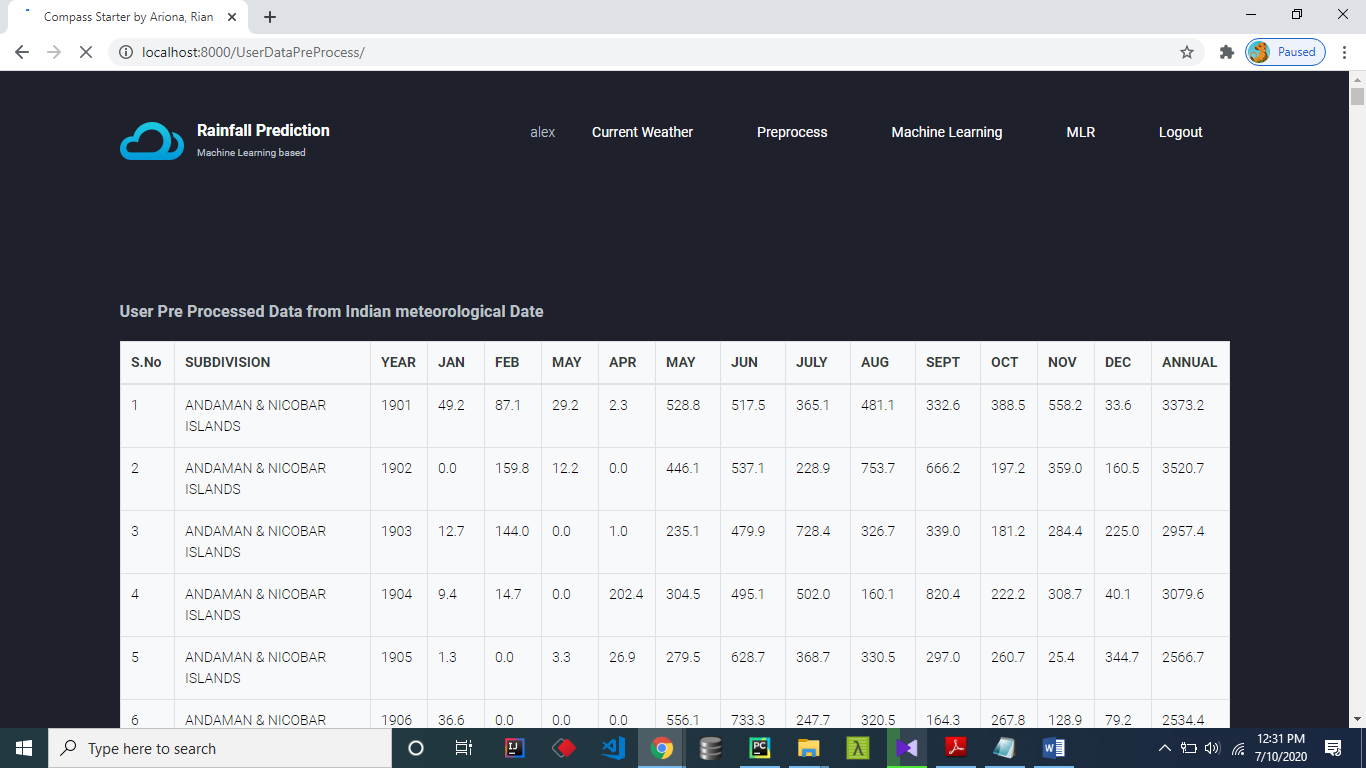 Compass Starter by Ariona, Rian
localhost:8000/UserDataPreProcess/
Paused
Rainfall Prediction
Machine Learning based
alex Current Weather Preprocess Machine Learning MLR Logout
User Pre Processed Data from Indian meteorological Date
S.No SUBDIVISION YEAR JAN FEB MAY APR MAY JUN JULY AUG SEPT OCT NOV DEC ANNUAL
1 ANDAMAN & NICOBAR 1901 49.2 87.1 29.2 2.3 528.8 517.5 365.1 481.1 332.6 388.5 558.2 33.6 3373.2
ISLANDS
2 ANDAMAN & NICOBAR 1902 0.0 159.8 12.2 0.0 446.1 537.1 228.9 753.7 666.2 197.2 359.0 160.5 3520.7
ISLANDS
3 ANDAMAN & NICOBAR 1903 12.7 144.0 0.0 1.0 235.1 479.9 728.4 326.7 339.0 181.2 284.4 225.0 2957.4
ISLANDS
4 ANDAMAN & NICOBAR 1904 9.4 14.7 0.0 202.4 304.5 495.1 502.0 160.1 820.4 222.2 308.7 40.1 3079.6
ISLANDS
5 ANDAMAN & NICOBAR 1905 1.3 0.0 3.3 26.9 279.5 628.7 368.7 330.5 297.0 260.7 25.4 344.7 2566.7
ISLANDS
6 ANDAMAN & NICOBAR 1906 36.6 0.0 0.0 0.0 556.1 733.3 247.7 320.5 164.3 267.8 128.9 79.2 2534.4
Type here to search
IJ
PC
12:31 PM
7/10/2020